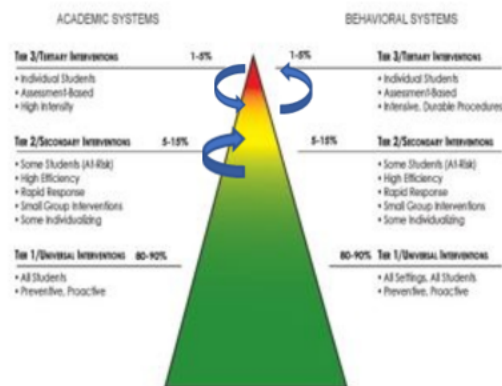 ACADEMIC SYSTEMS
TIER 3/TERTIARY INTERVENTIONS 1-5%
• Individual Students
• Assessment-Based
• High Intensity
TIER 2/SECONDARY INTERVENTIONS 5-15%
• Some Students (At-Risk)
• High Efficiency
• Rapid Response
• Small Group Interventions
• Some Individualizing
TIER 1/UNIVERSAL INTERVENTIONS 80-90%
• All Students
• Preventive, Proactive
BEHAVIORAL SYSTEMS
1-5% TIER 3/TERTIARY INTERVENTIONS
• Individual Students
• Assessment-Based
• Intensive, Durable Procedures
5-15% TIER 2/SECONDARY INTERVENTIONS
• Some Students (At-Risk)
• High Efficiency
• Rapid Response
• Small Group Interventions
• Some Individualizing
80-90% TIER 1/UNIVERSAL INTERVENTIONS
• All Settings, All Students
• Preventive, Proactive